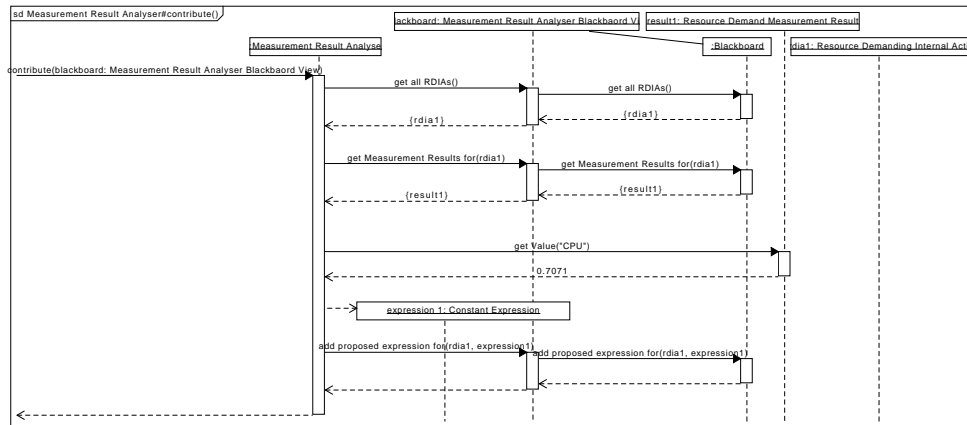 sd Measurement Result Analyser#contribute()
lackboard: Measurement Result Analyser Blackbaord Vi
result1: Resource Demand Measurement Result
Measurement Result Analyse
:Blackboard
dia1: Resource Demanding Internal Acti
contribute(blackboard: Measurement Result Analyser Blackbaord View)
get all RDIAs()
get all RDIAs()
{rdia1}
{rdia1}
get Measurement Results for(rdia1)
get Measurement Results for(rdia1)
{result1}
{result1}
get Value("CPU")
0.7071
expression 1: Constant Expression
add proposed expression for(rdia1, expression1)
add proposed expression for(rdia1, expression1)